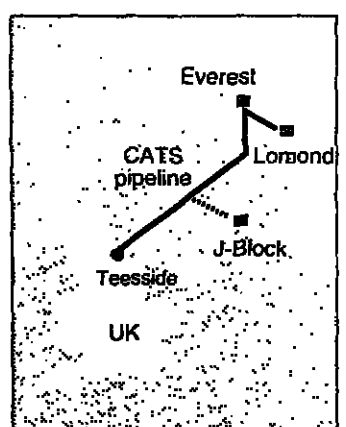 Everest
CATS
pipeline
Lomond
J-Block
Teesside
UK